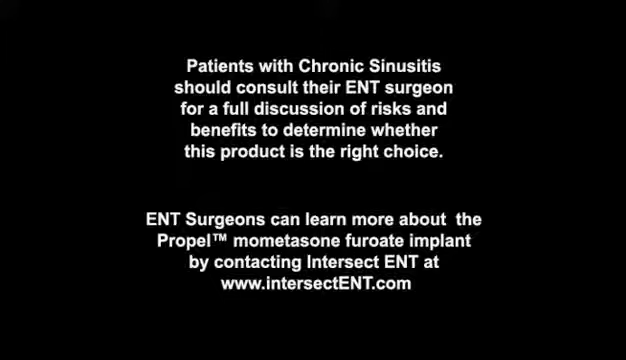 Patients with Chronic Sinusitis
should consult their ENT surgeon
for a full discussion of risks and
benefits to determine whether
this product is the right choice.
ENT Surgeons can learn more about the
Propel™ mometasone furoate implant
by contacting Intersect ENT at
www.intersectENT.com